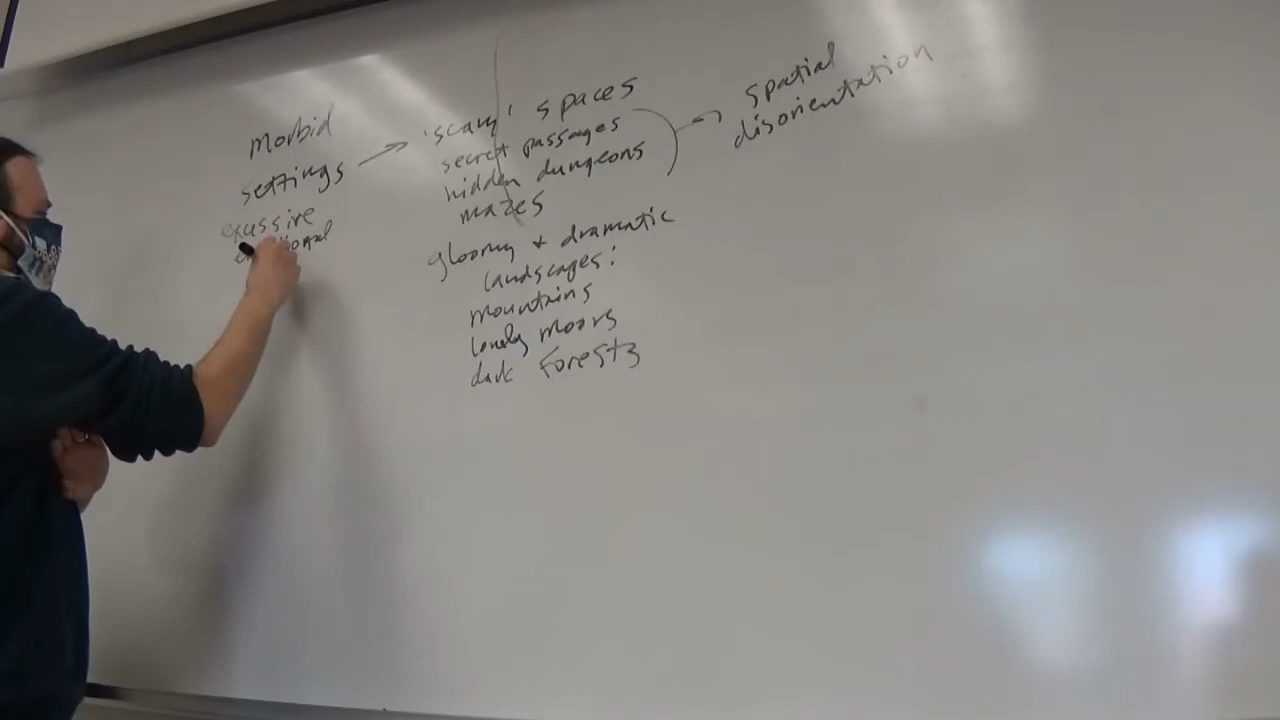 morbid
settings →
excessive
'scary' spaces
secret passages
hidden dungeons
mazes
gloomy + dramatic
landscapes:
mountains
lonely moors
dark forests
spatial
disorientation